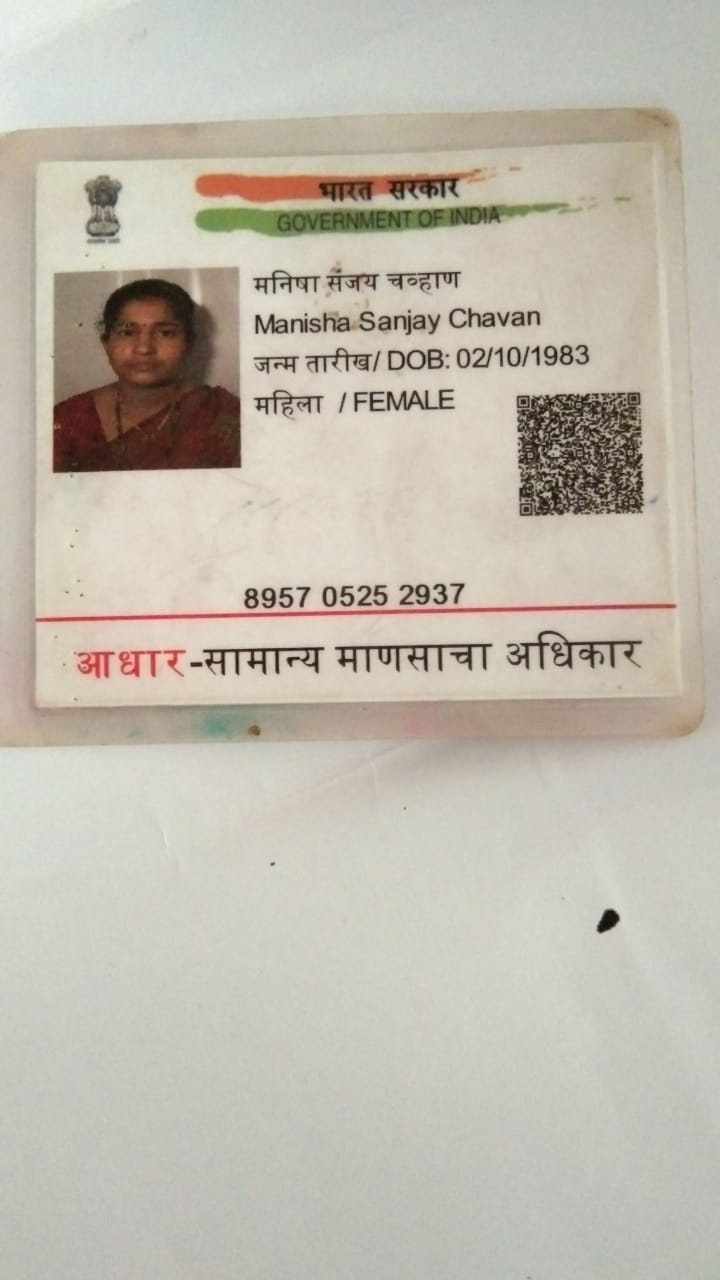 भारत सरकार
GOVERNMENT OF INDIA
मनिषा संजय चव्हाण
Manisha Sanjay Chavan
जन्म तारीख/ DOB: 02/10/1983
महिला / FEMALE
8957 0525 2937
आधार-सामान्य माणसाचा अधिकार